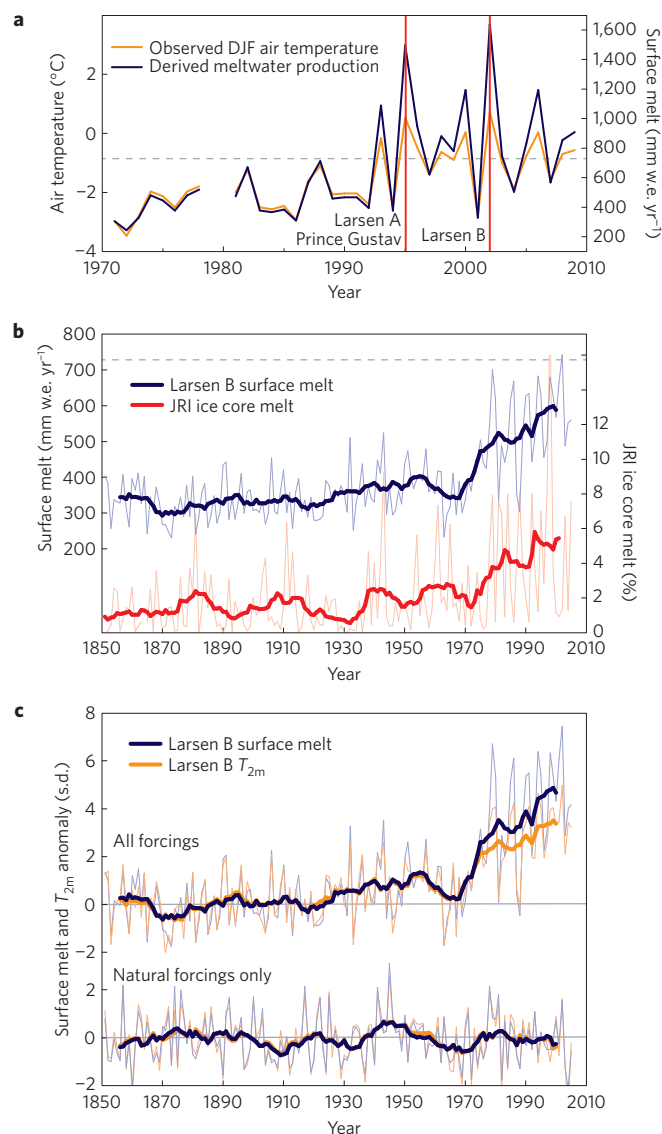 a
Observed DJF air temperature
Derived meltwater production
Air temperature (°C)
2
0
−2
−4
Surface melt (mm w.e. yr⁻¹)
1,600
1,400
1,200
1,000
800
600
400
200
Larsen A
Prince Gustav
Larsen B
1970 1980 1990 2000 2010
Year
b
Surface melt (mm w.e. yr⁻¹)
800
700
600
500
400
300
200
Larsen B surface melt
JRI ice core melt
JRI ice core melt (%)
12
10
8
6
4
2
0
1850 1870 1890 1910 1930 1950 1970 1990 2010
Year
c
Surface melt and T2m anomaly (s.d.)
8
6
4
2
0
−2
2
0
−2
Larsen B surface melt
Larsen B T2m
All forcings
Natural forcings only
1850 1870 1890 1910 1930 1950 1970 1990 2010
Year